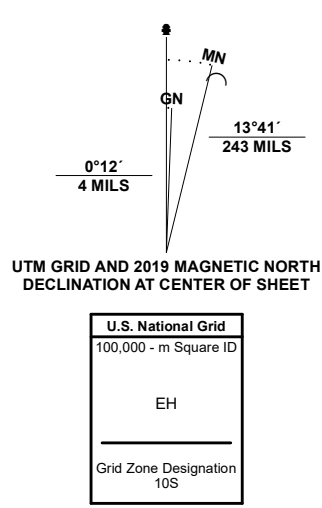 MN
GN
13°41´
243 MILS
0°12´
4 MILS
UTM GRID AND 2019 MAGNETIC NORTH
DECLINATION AT CENTER OF SHEET
U.S. National Grid
100,000 - m Square ID
EH
Grid Zone Designation
10S